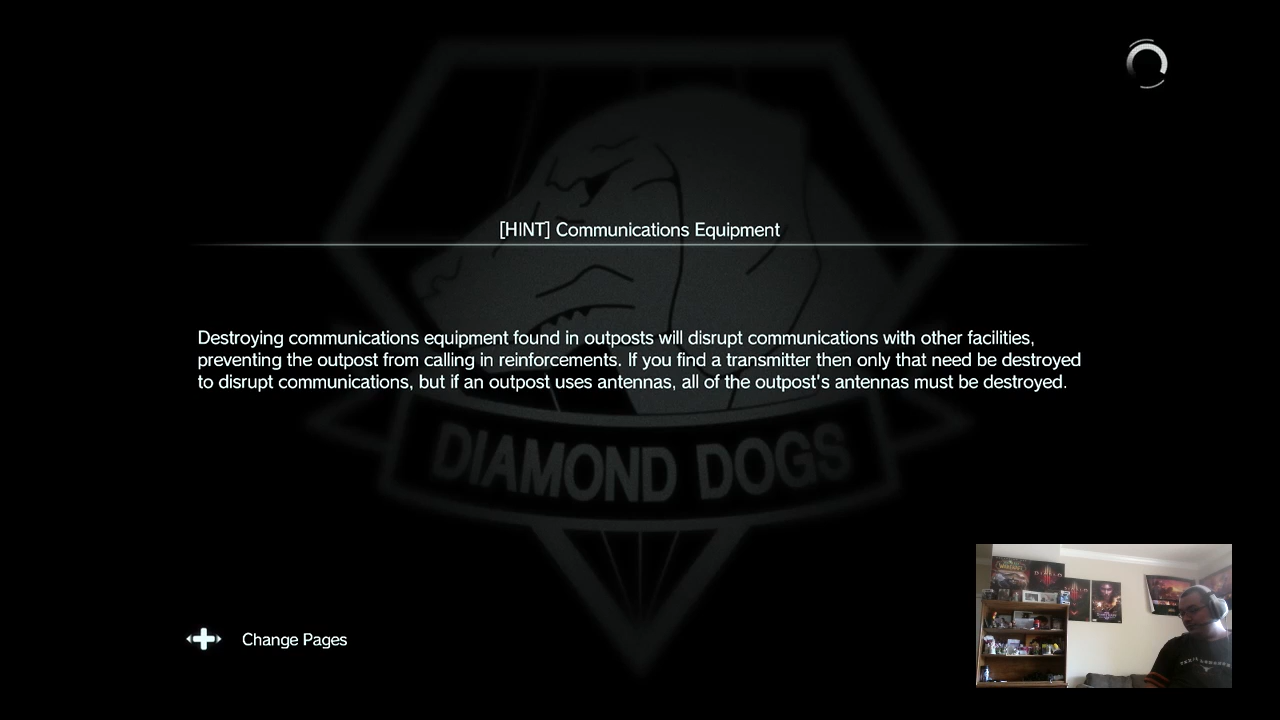 [HINT] Communications Equipment
Destroying communications equipment found in outposts will disrupt communications with other facilities,
preventing the outpost from calling in reinforcements. If you find a transmitter then only that need be destroyed
to disrupt communications, but if an outpost uses antennas, all of the outpost's antennas must be destroyed.
DIAMOND DOGS
Change Pages
DIABLO